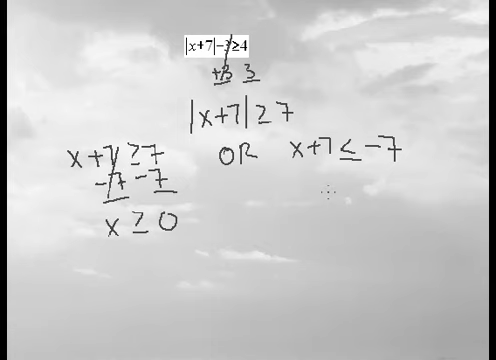 |x+7|-3≥4
+3 3
|x+7| ≥ 7
x+7 ≥ 7 OR x+7 ≤ -7
-7 -7
x ≥ 0